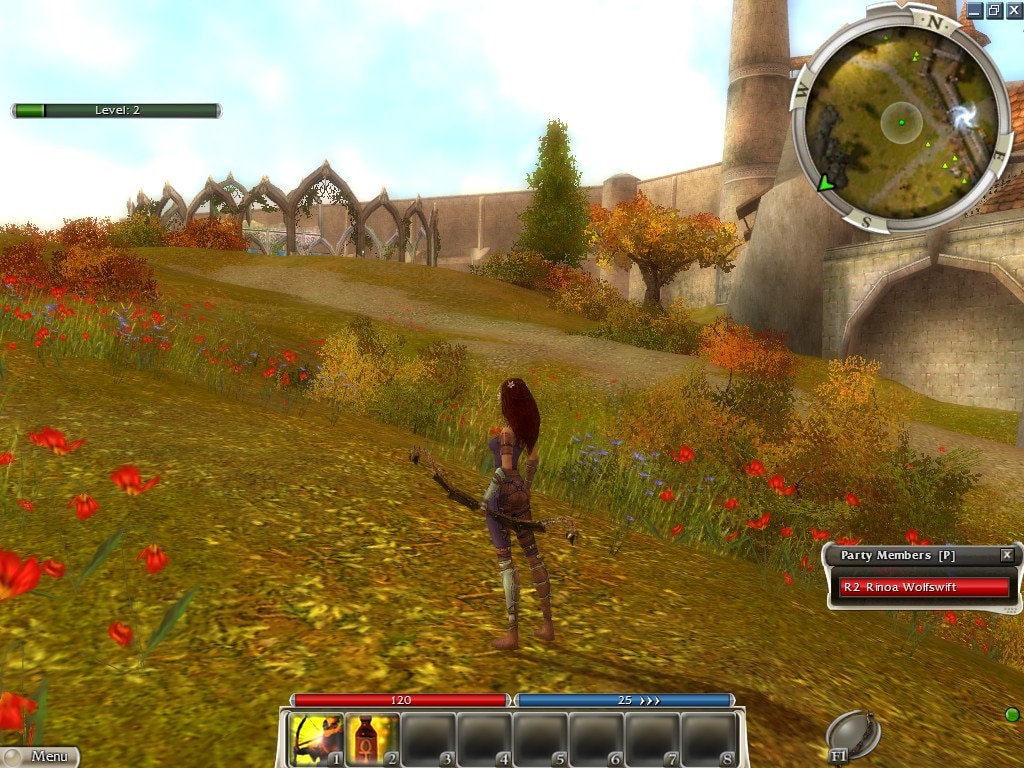 N
W
E
S
Level: 2
Party Members [P]
R2 Rinoa Wolfswift
120
25 >>>
1 2 3 4 5 6 7 8
F1
Menu